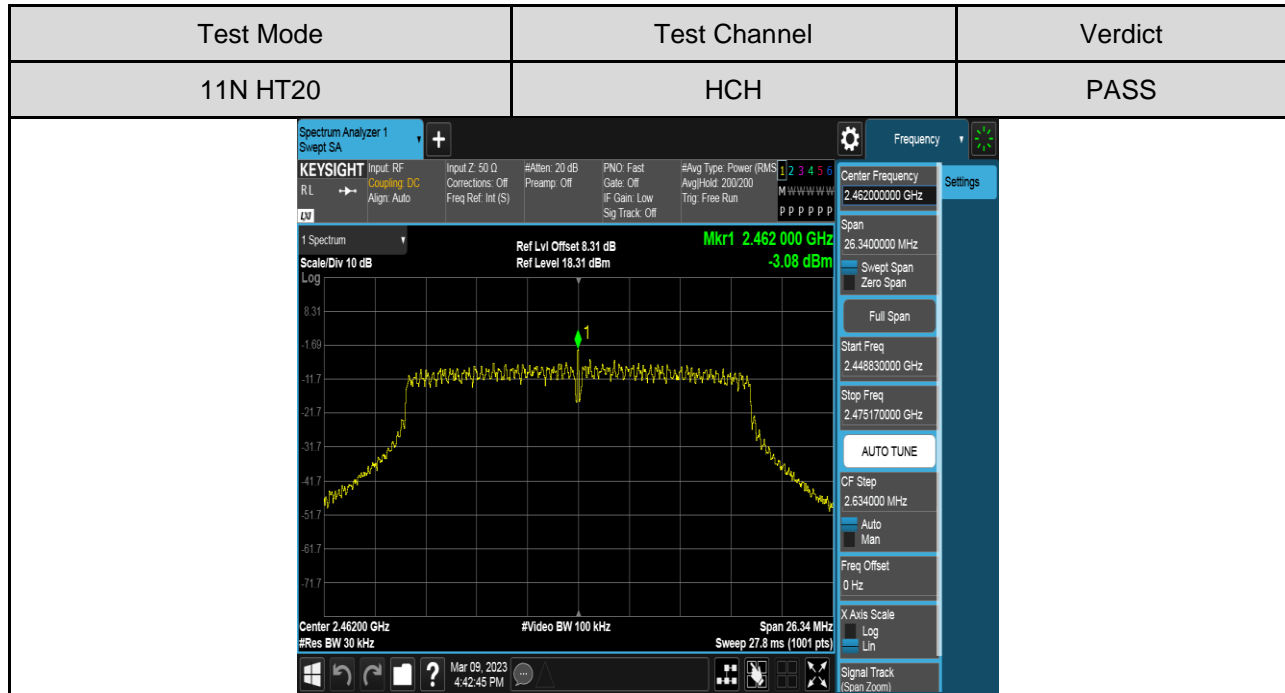 Test Mode Test Channel Verdict
11N HT20 HCH PASS
Spectrum Analyzer 1
Swept SA
+
Frequency
KEYSIGHT
RL
LXI
Input: RF
Coupling: DC
Align: Auto
Input Z: 50 Ω
Corrections: Off
Freq Ref: Int (S)
#Atten: 20 dB
Preamp: Off
PNO: Fast
Gate: Off
IF Gain: Low
Sig Track: Off
#Avg Type: Power (RMS
Avg|Hold: 200/200
Trig: Free Run
1 2 3 4 5 6
M W W W W W
P P P P P P
1 Spectrum
Scale/Div 10 dB
Log
Ref Lvl Offset 8.31 dB
Ref Level 18.31 dBm
Mkr1 2.462 000 GHz
-3.08 dBm
1
8.31
-1.69
-11.7
-21.7
-31.7
-41.7
-51.7
-61.7
-71.7
Center 2.46200 GHz
#Res BW 30 kHz
#Video BW 100 kHz
Span 26.34 MHz
Sweep 27.8 ms (1001 pts)
?
Mar 09, 2023
4:42:45 PM
Center Frequency
2.462000000 GHz
Settings
Span
26.3400000 MHz
Swept Span
Zero Span
Full Span
Start Freq
2.448830000 GHz
Stop Freq
2.475170000 GHz
AUTO TUNE
CF Step
2.634000 MHz
Auto
Man
Freq Offset
0 Hz
X Axis Scale
Log
Lin
Signal Track
(Span Zoom)